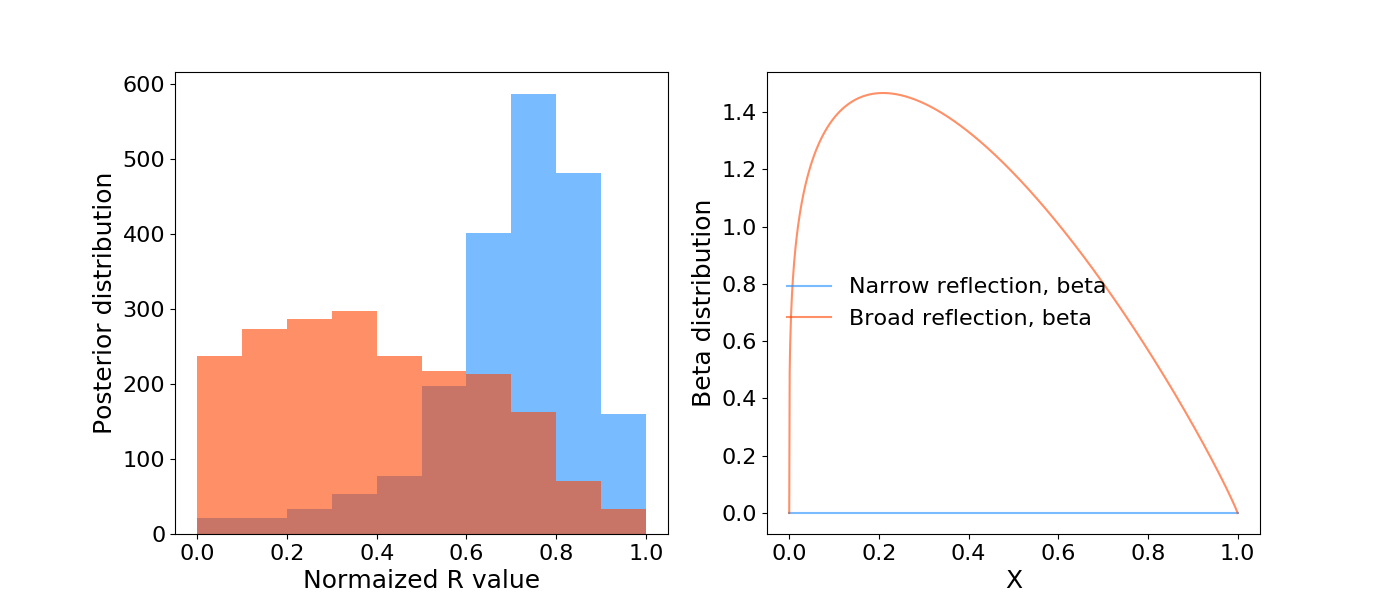 600
500
400
300
200
100
0
Posterior distribution
0.0 0.2 0.4 0.6 0.8 1.0
Normaized R value
1.4
1.2
1.0
0.8
0.6
0.4
0.2
0.0
Beta distribution
Narrow reflection, beta
Broad reflection, beta
0.0 0.2 0.4 0.6 0.8 1.0
X